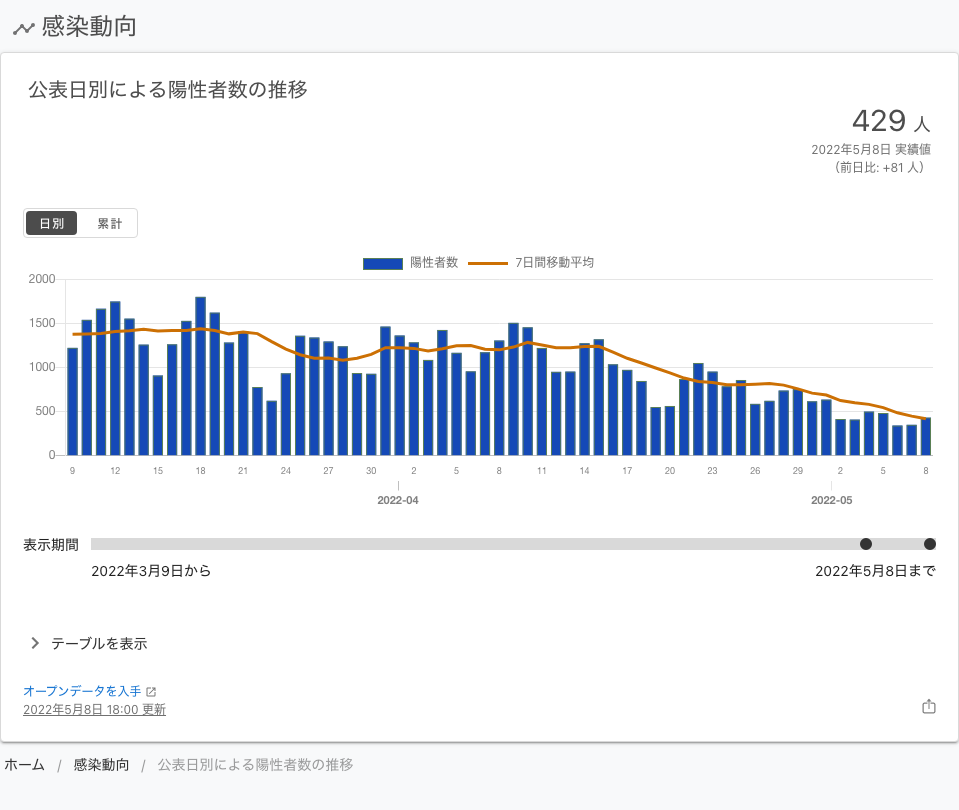 感染動向
公表日別による陽性者数の推移
429 人
2022年5月8日 実績値
（前日比: +81 人）
日別 累計
陽性者数 7日間移動平均
2000
1500
1000
500
0
9 12 15 18 21 24 27 30 2 5 8 11 14 17 20 23 26 29 2 5 8
2022-04 2022-05
表示期間
2022年3月9日から 2022年5月8日まで
テーブルを表示
オープンデータを入手
2022年5月8日 18:00 更新
ホーム / 感染動向 / 公表日別による陽性者数の推移